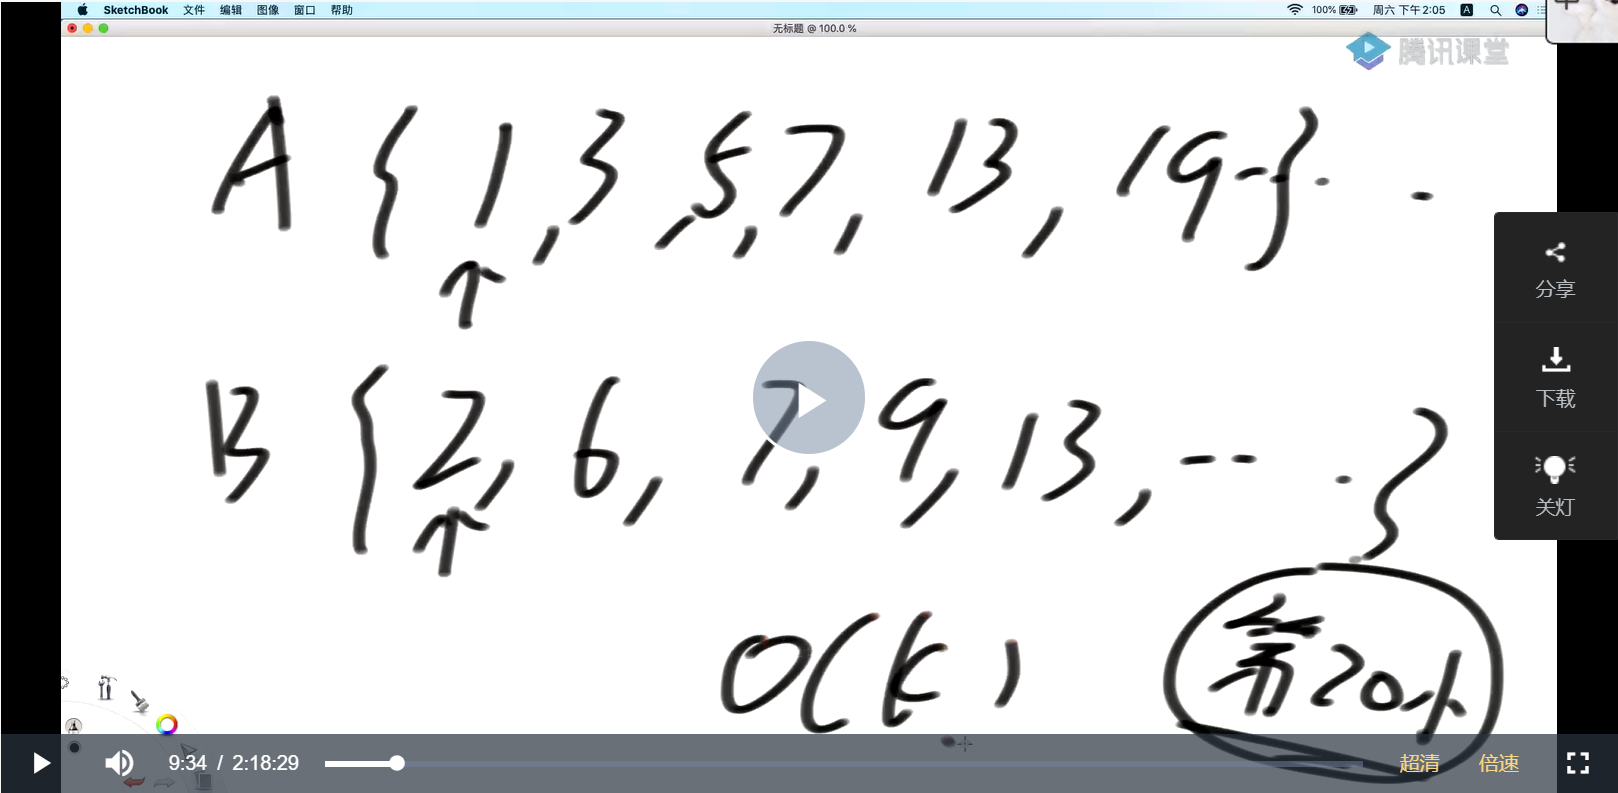 SketchBook 文件 编辑 图像 窗口 帮助 100% 周六 下午2:05 A
无标题 @ 100.0 %
腾讯课堂
A { 1, 3, 5, 7, 13, 19--} · -
分享
B { 2, 6, 7, 9, 13, -- · }
下载
关灯
O(k)
第20小
9:34 / 2:18:29 超清 倍速